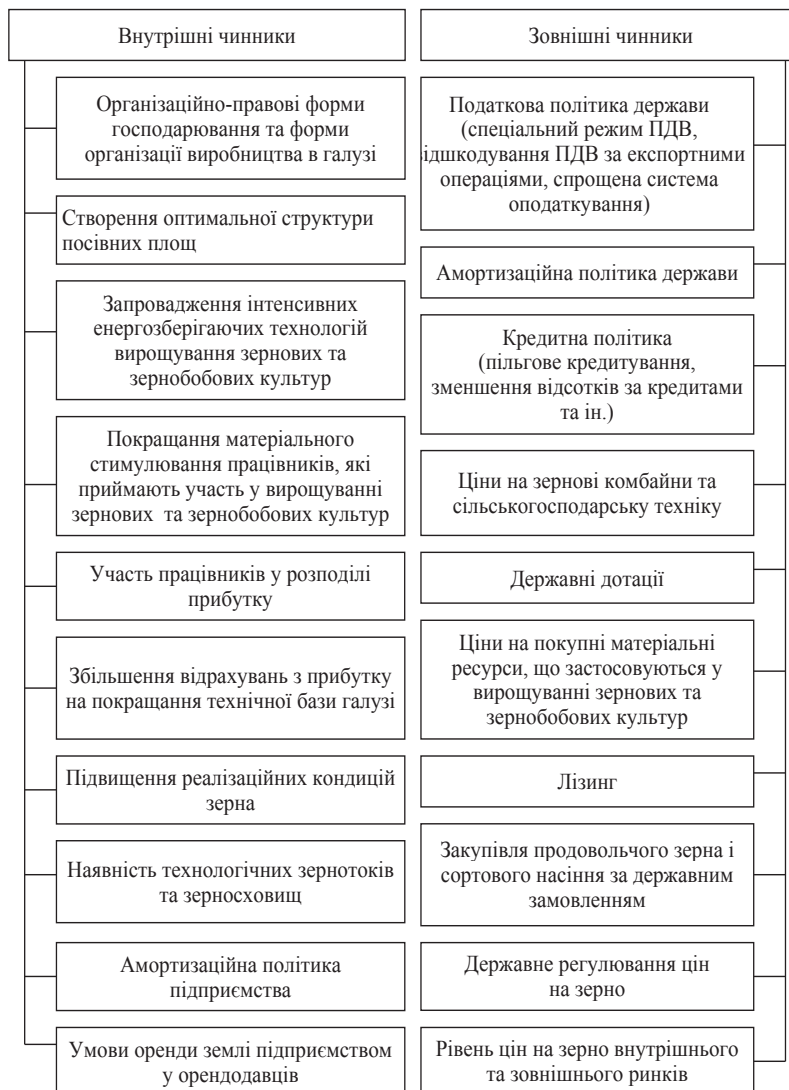 Внутрішні чинники
Організаційно-правові форми
господарювання та форми
організації виробництва в галузі
Створення оптимальної структури
посівних площ
Запровадження інтенсивних
енергозберігаючих технологій
вирощування зернових та
зернобобових культур
Покращання матеріального
стимулювання працівників, які
приймають участь у вирощуванні
зернових та зернобобових культур
Участь працівників у розподілі
прибутку
Збільшення відрахувань з прибутку
на покращання технічної бази галузі
Підвищення реалізаційних кондицій
зерна
Наявність технологічних зернотоків
та зерносховищ
Амортизаційна політика
підприємства
Умови оренди землі підприємством
у орендодавців
Зовнішні чинники
Податкова політика держави
(спеціальний режим ПДВ,
відшкодування ПДВ за експортними
операціями, спрощена система
оподаткування)
Амортизаційна політика держави
Кредитна політика
(пільгове кредитування,
зменшення відсотків за кредитами
та ін.)
Ціни на зернові комбайни та
сільськогосподарську техніку
Державні дотації
Ціни на покупні матеріальні
ресурси, що застосовуються у
вирощуванні зернових та
зернобобових культур
Лізинг
Закупівля продовольчого зерна і
сортового насіння за державним
замовленням
Державне регулювання цін
на зерно
Рівень цін на зерно внутрішнього
та зовнішнього ринків